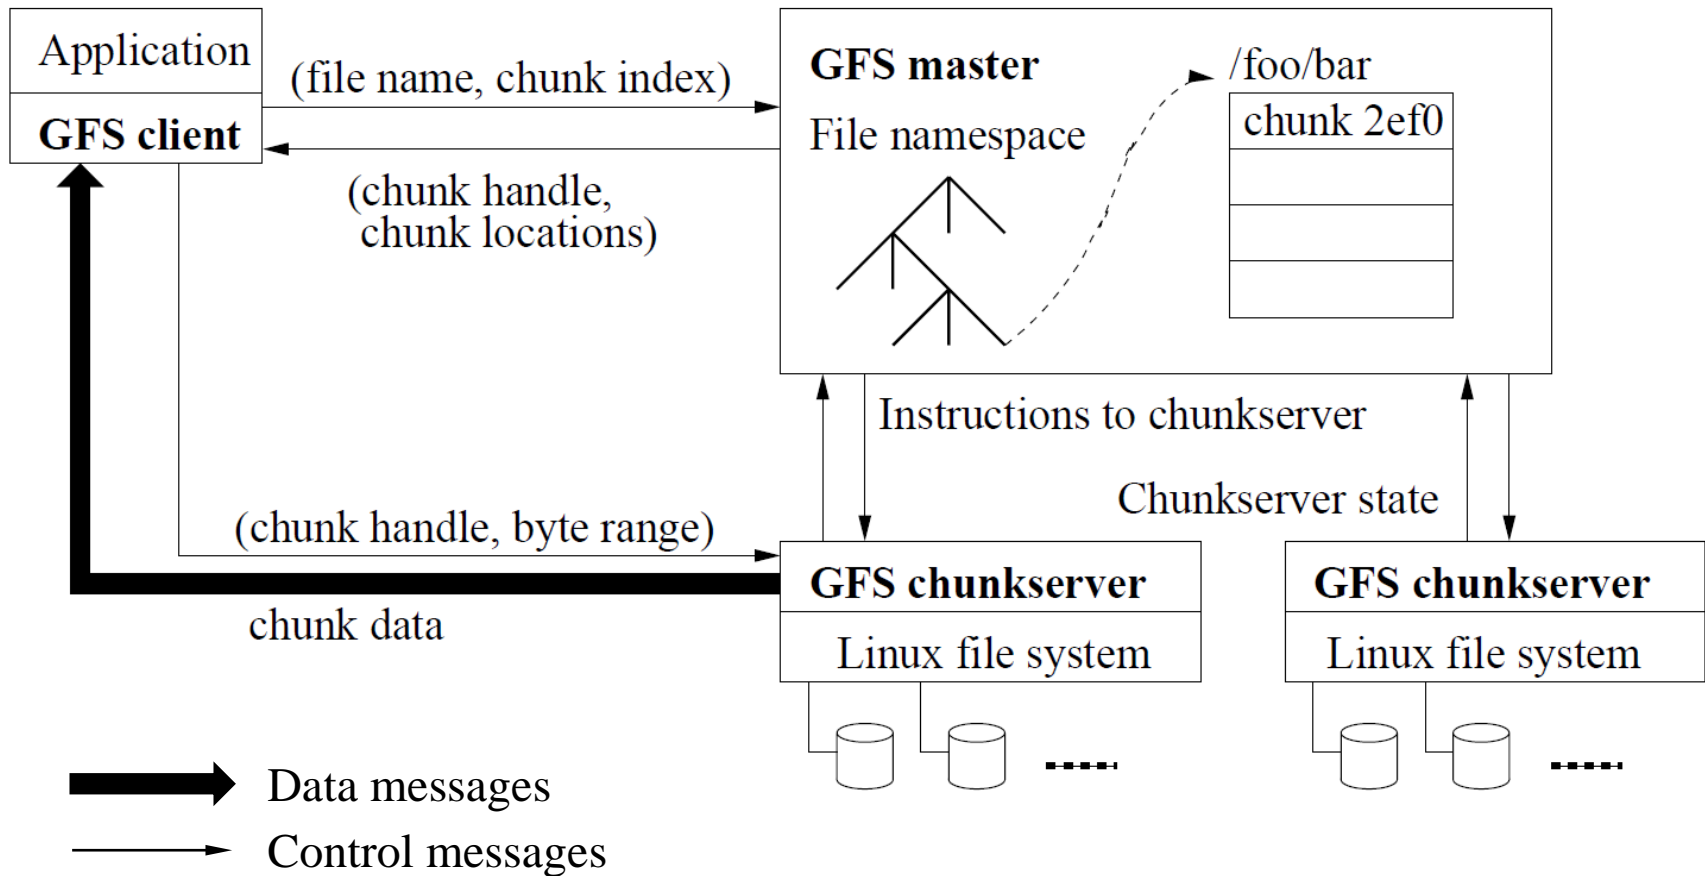 Application
GFS client
(file name, chunk index)
(chunk handle,
chunk locations)
GFS master
File namespace
/foo/bar
chunk 2ef0
Instructions to chunkserver
Chunkserver state
(chunk handle, byte range)
chunk data
GFS chunkserver
Linux file system
GFS chunkserver
Linux file system
Data messages
Control messages